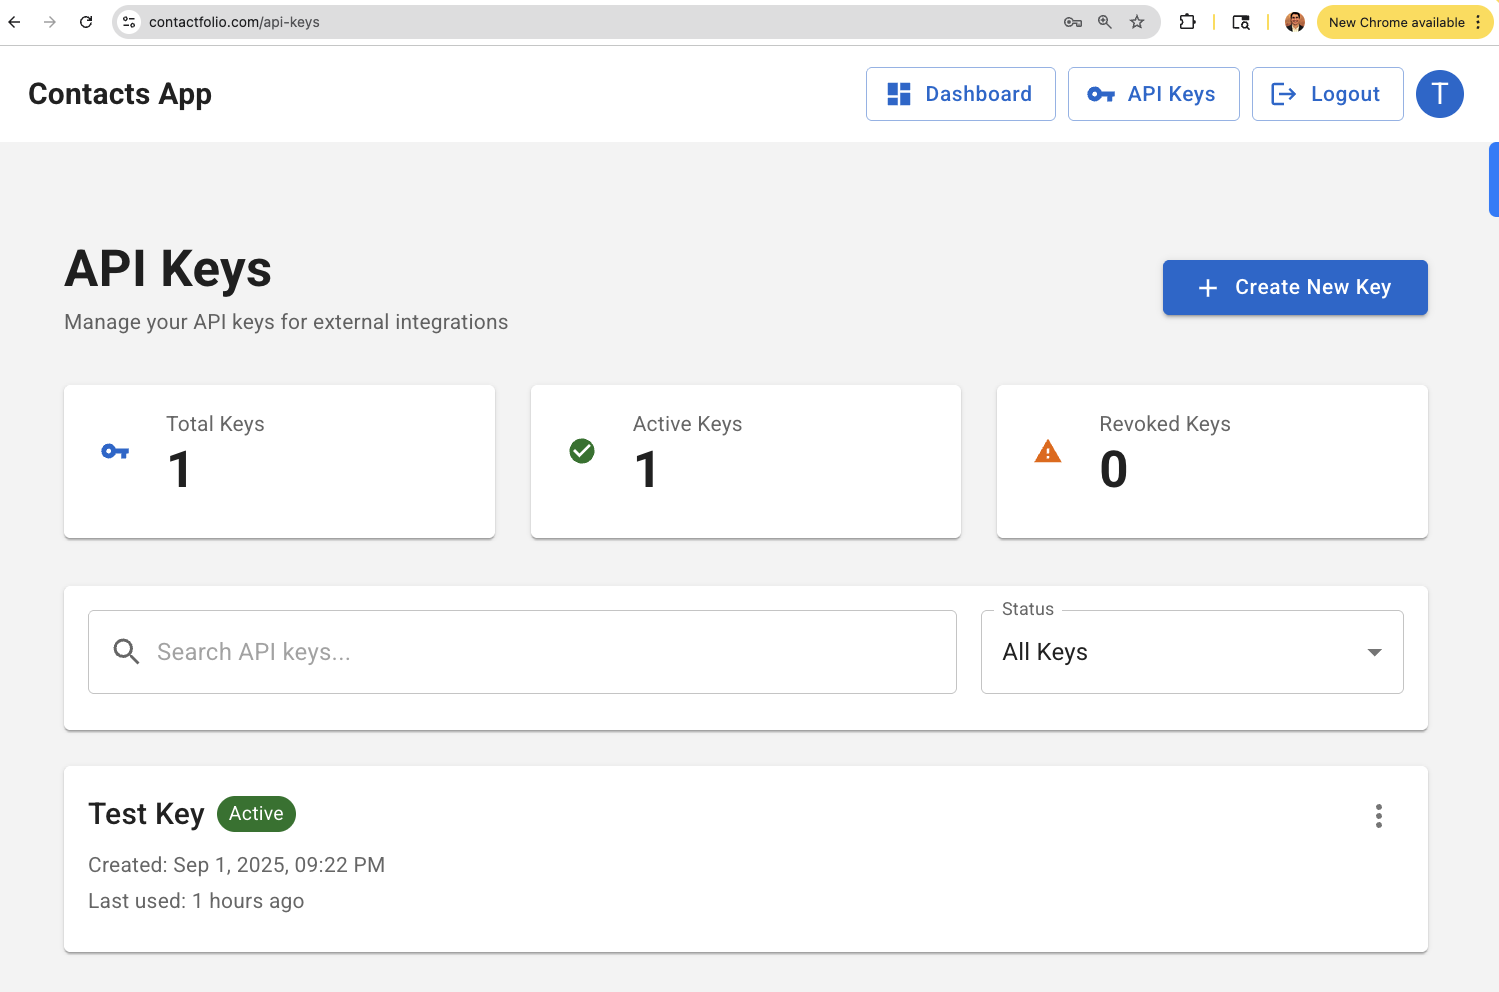 contactfolio.com/api-keys
New Chrome available
Contacts App
Dashboard
API Keys
Logout
T
API Keys
Manage your API keys for external integrations
Create New Key
Total Keys
1
Active Keys
1
Revoked Keys
0
Search API keys...
Status
All Keys
Test Key Active
Created: Sep 1, 2025, 09:22 PM
Last used: 1 hours ago